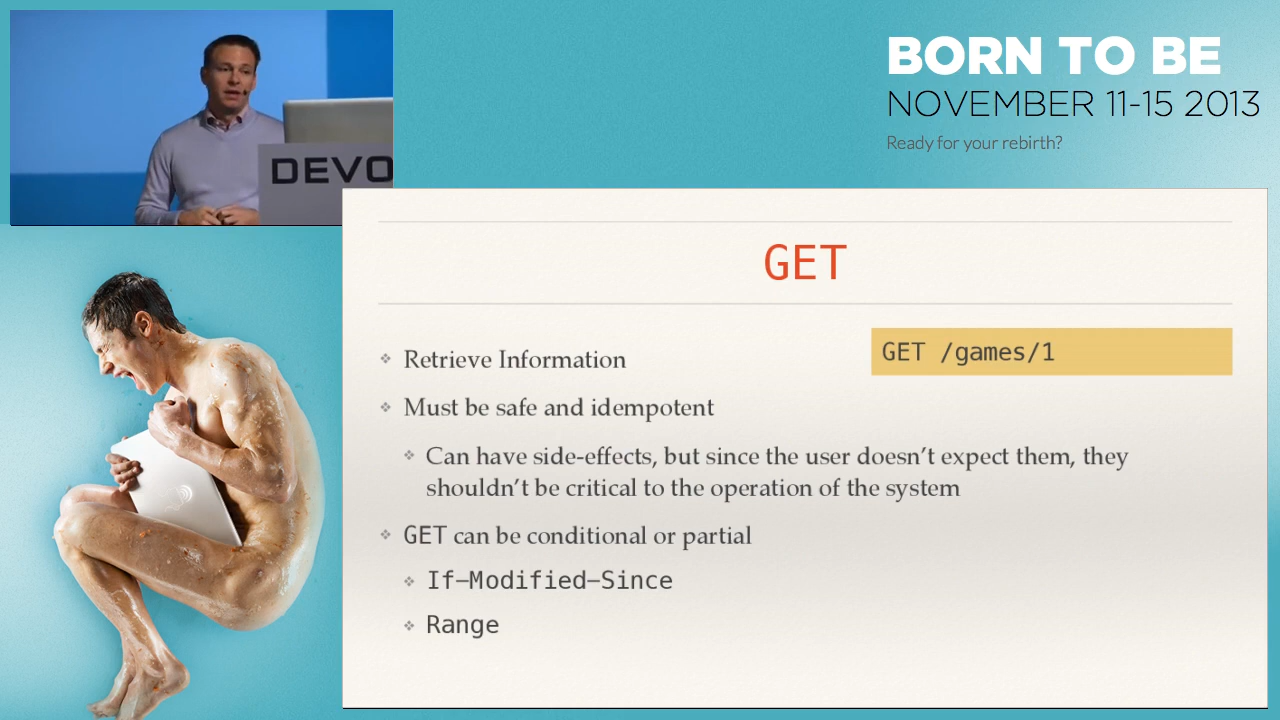 BORN TO BE
NOVEMBER 11-15 2013
Ready for your rebirth?
DEVO
GET
GET /games/1
Retrieve Information
Must be safe and idempotent
Can have side-effects, but since the user doesn’t expect them, they
shouldn’t be critical to the operation of the system
GET can be conditional or partial
If-Modified-Since
Range